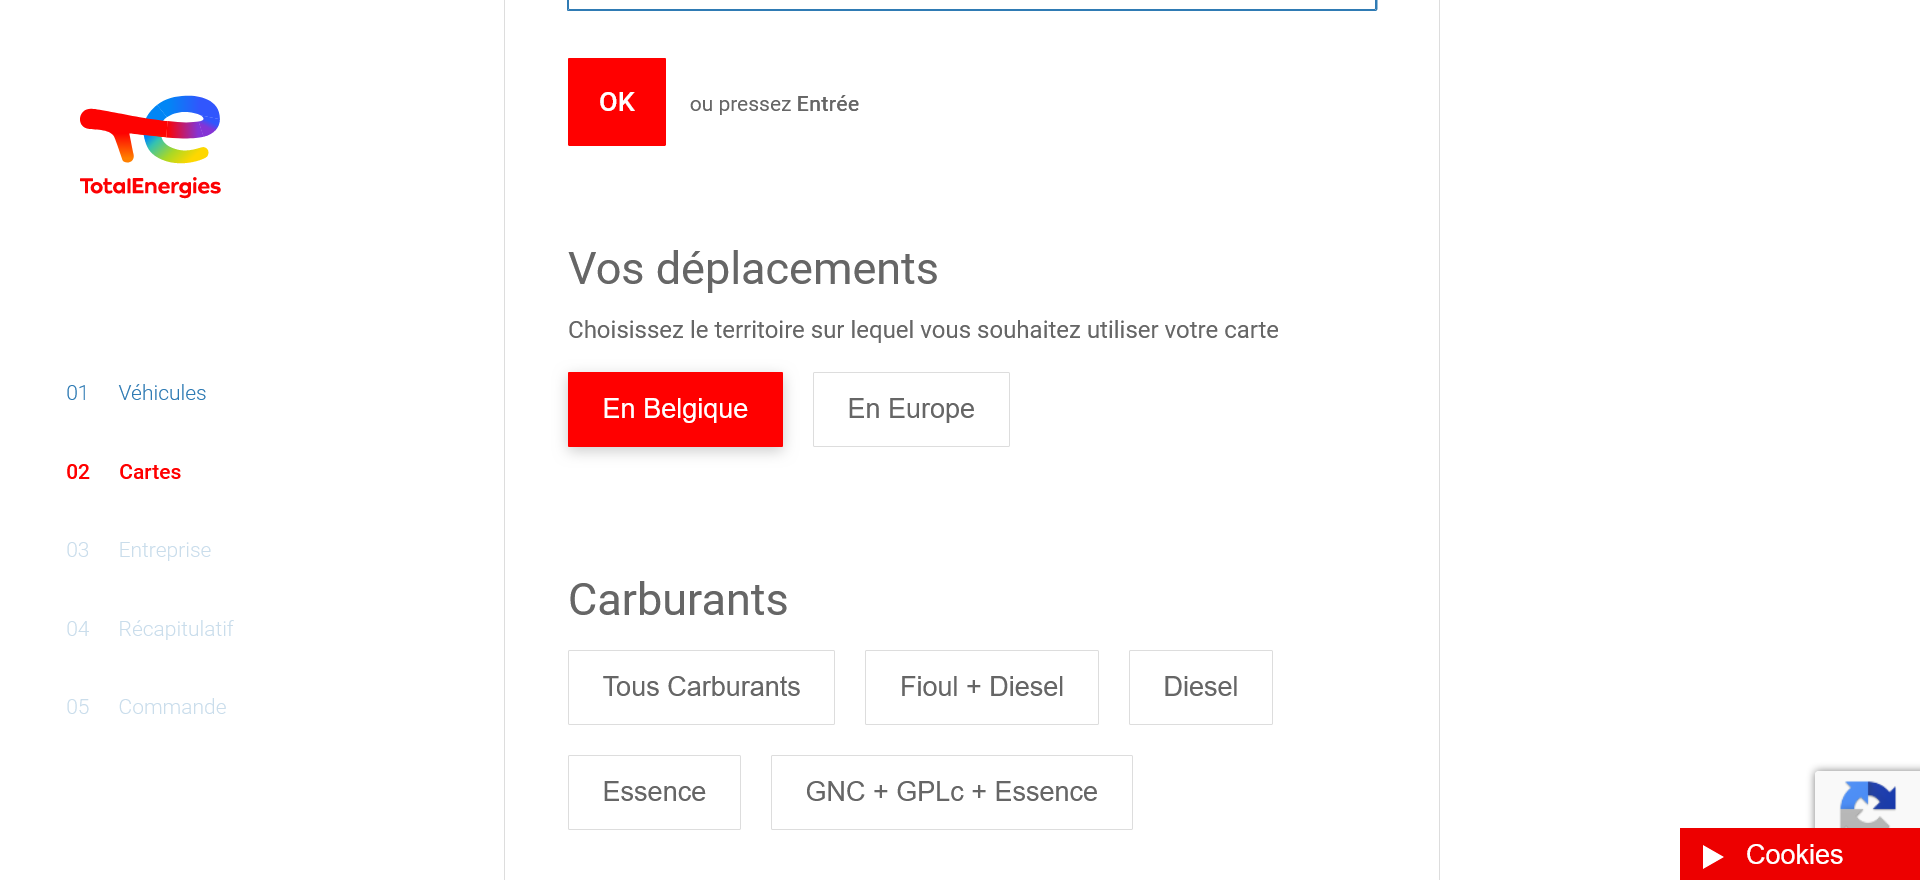 OK
ou pressez Entrée
TotalEnergies
Vos déplacements
Choisissez le territoire sur lequel vous souhaitez utiliser votre carte
En Belgique
En Europe
01 Véhicules
02 Cartes
03 Entreprise
04 Récapitulatif
05 Commande
Carburants
Tous Carburants
Fioul + Diesel
Diesel
Essence
GNC + GPLc + Essence
Cookies